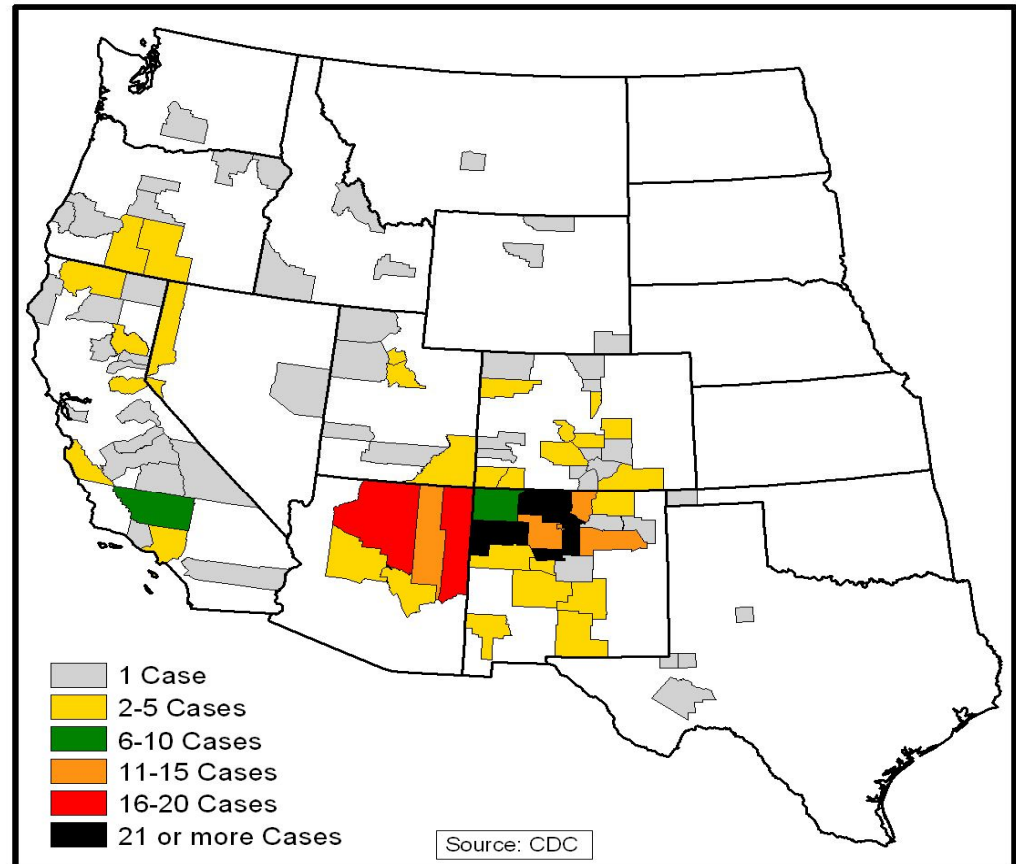 1 Case
2-5 Cases
6-10 Cases
11-15 Cases
16-20 Cases
21 or more Cases
Source: CDC